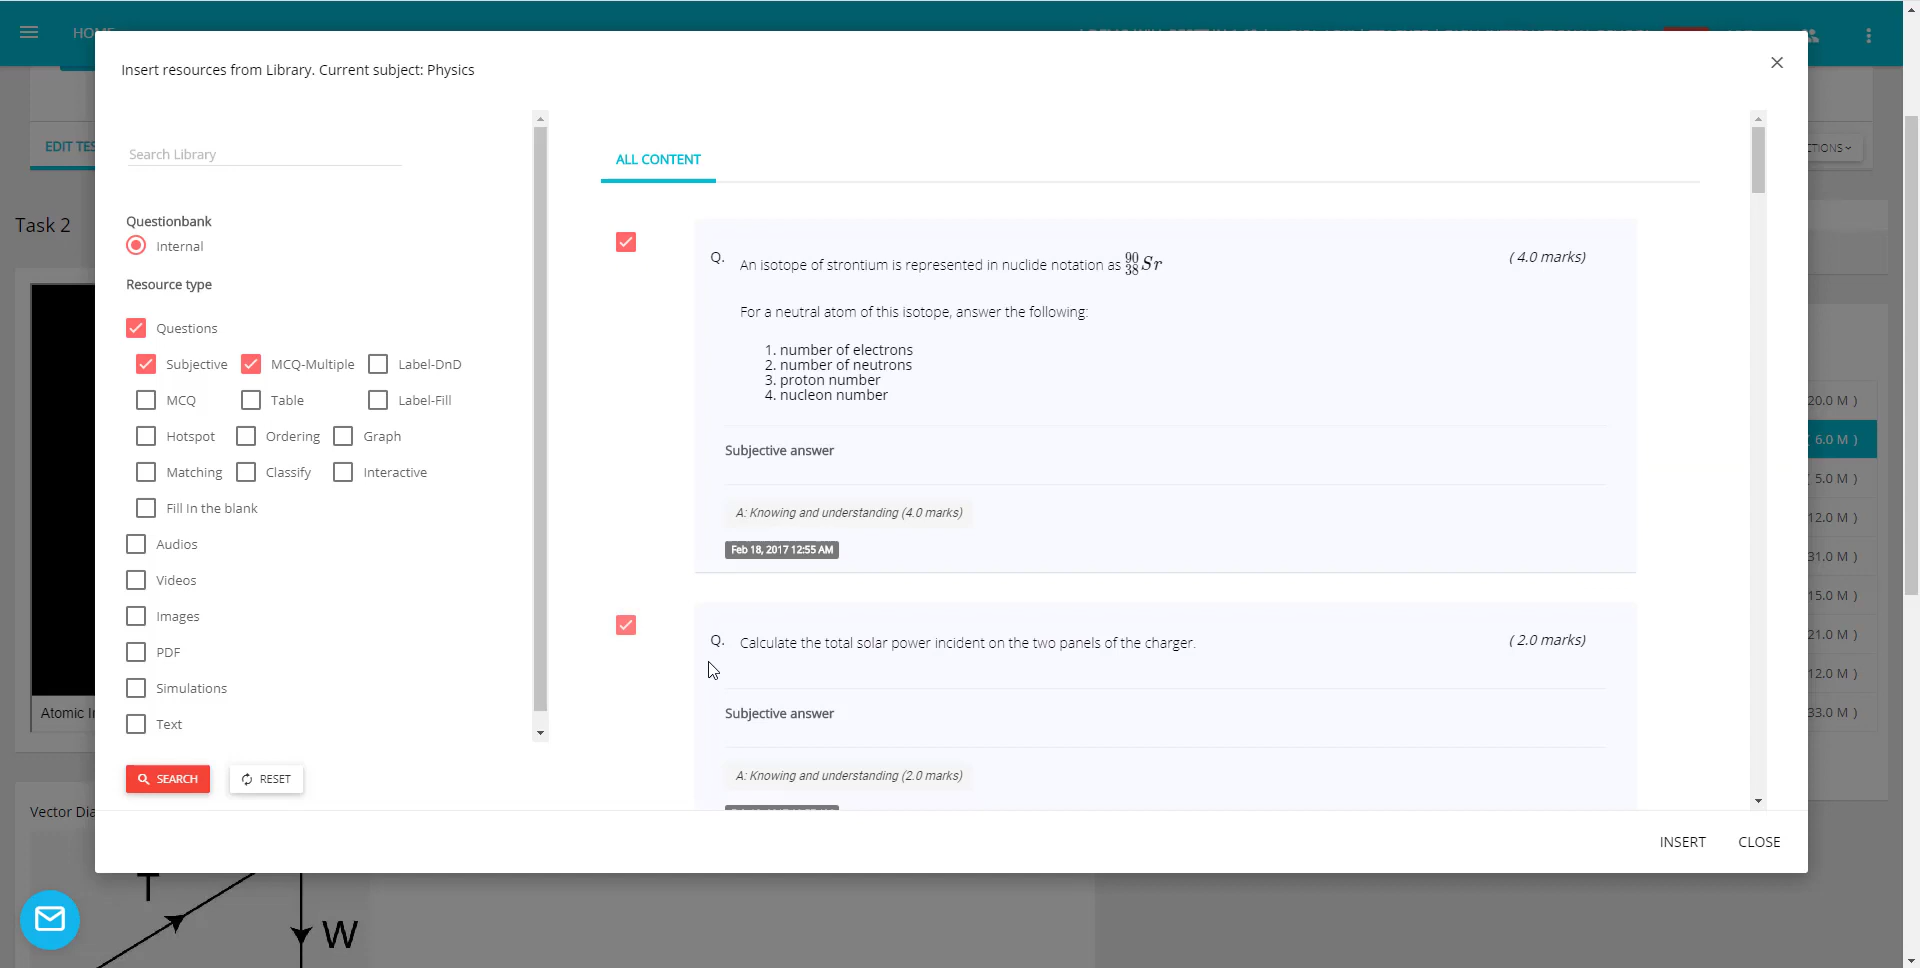 HOME
Insert resources from Library. Current subject: Physics
EDIT TES
CTIONS
Search Library
ALL CONTENT
Task 2
Questionbank
Internal
Resource type
Questions
Subjective MCQ-Multiple Label-DnD
MCQ Table Label-Fill
Hotspot Ordering Graph
Matching Classify Interactive
Fill In the blank
Audios
Videos
Images
PDF
Simulations
Text
SEARCH RESET
Q. An isotope of strontium is represented in nuclide notation as ⁹⁰₃₈Sr ( 4.0 marks)
For a neutral atom of this isotope, answer the following:
1. number of electrons
2. number of neutrons
3. proton number
4. nucleon number
Subjective answer
A: Knowing and understanding (4.0 marks)
Feb 18, 2017 12:55 AM
Q. Calculate the total solar power incident on the two panels of the charger. ( 2.0 marks)
Subjective answer
A: Knowing and understanding (2.0 marks)
20.0 M )
6.0 M )
5.0 M )
12.0 M )
31.0 M )
15.0 M )
21.0 M )
12.0 M )
33.0 M )
Atomic I
Vector Dia
INSERT CLOSE
T
W